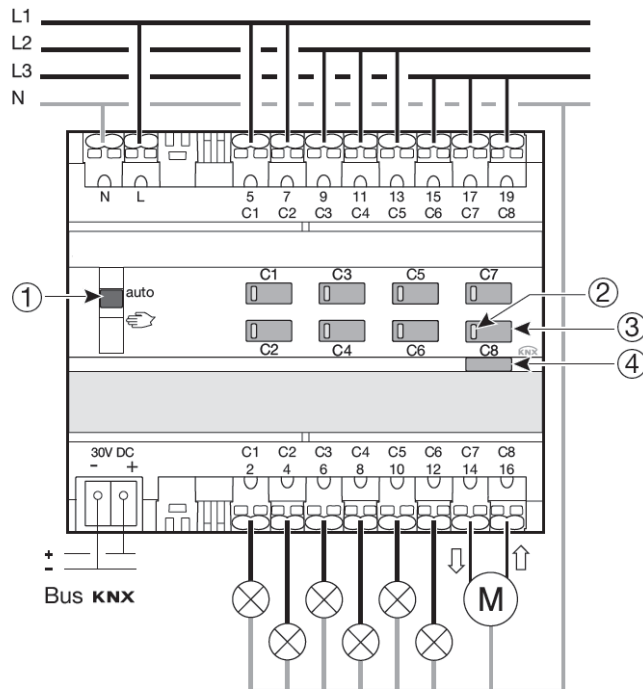 L1
L2
L3
N
N L 5 7 9 11 13 15 17 19
C1 C2 C3 C4 C5 C6 C7 C8
C1 C3 C5 C7
1
auto
2
3
C2 C4 C6 C8
KNX
4
30V DC
- +
C1 C2 C3 C4 C5 C6 C7 C8
2 4 6 8 10 12 14 16
+
-
Bus KNX
M